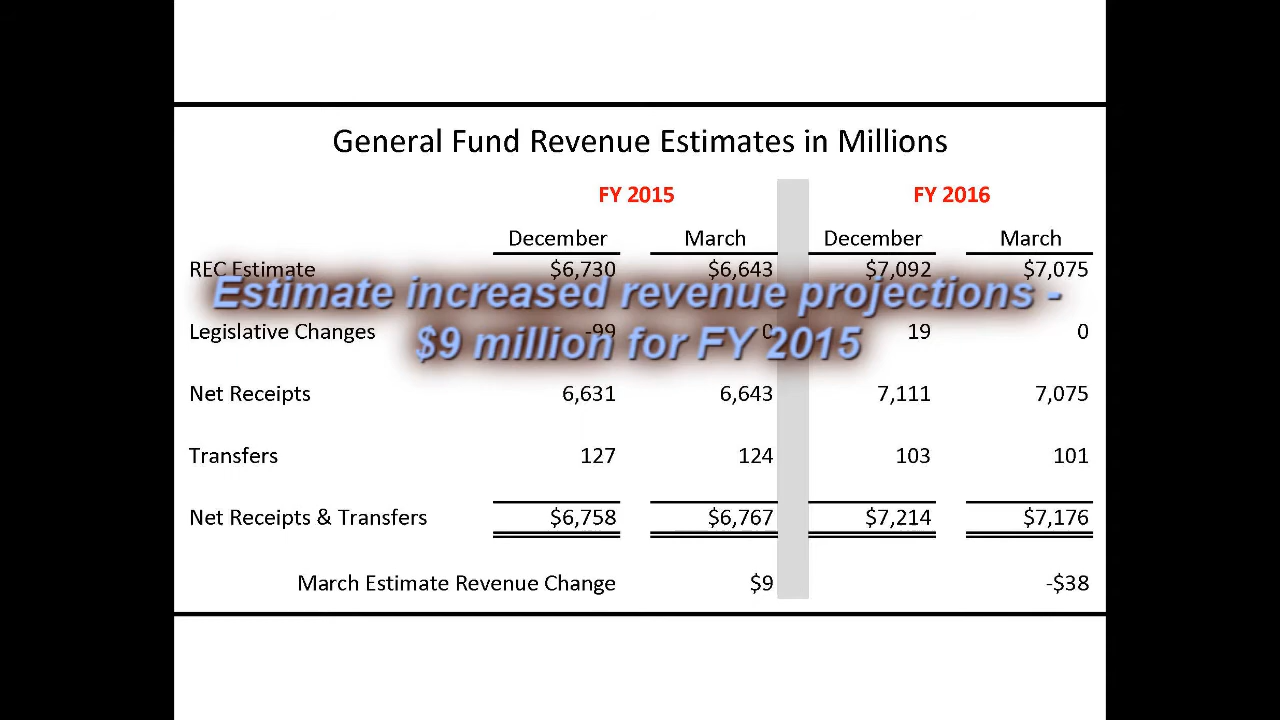 General Fund Revenue Estimates in Millions
FY 2015 FY 2016
December March December March
REC Estimate $6,730 $6,643 $7,092 $7,075
Estimate increased revenue projections -
Legislative Changes -99 0 19 0
$9 million for FY 2015
Net Receipts 6,631 6,643 7,111 7,075
Transfers 127 124 103 101
Net Receipts & Transfers $6,758 $6,767 $7,214 $7,176
March Estimate Revenue Change $9 -$38